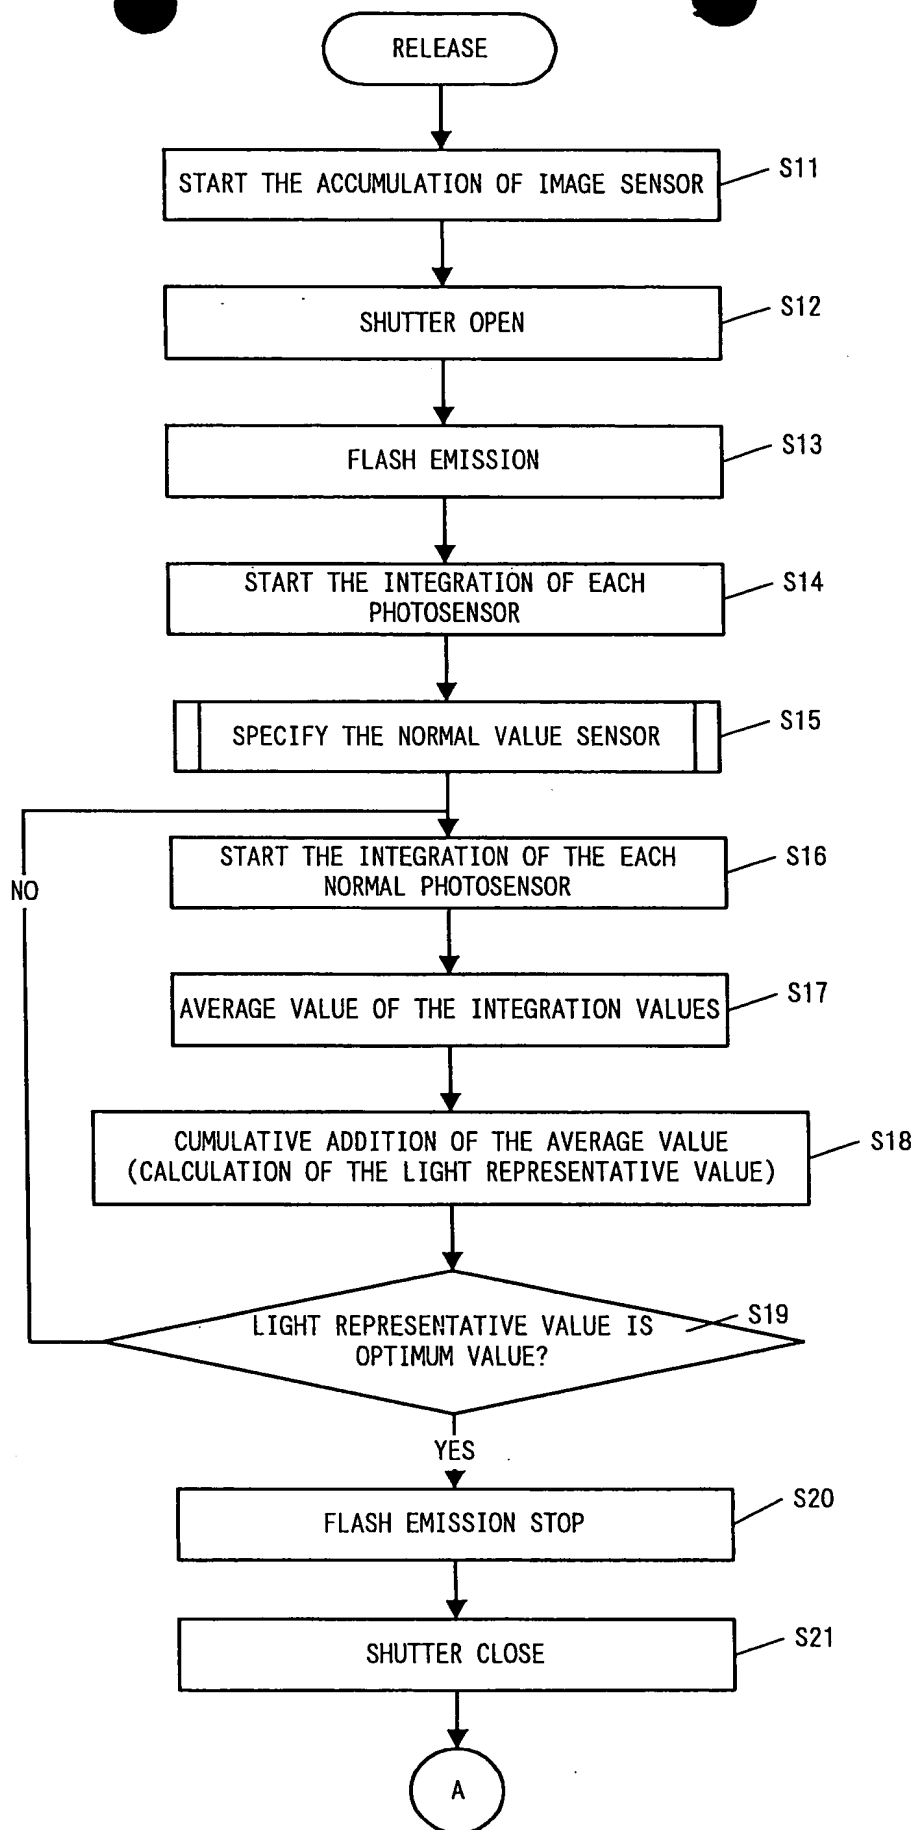 RELEASE
START THE ACCUMULATION OF IMAGE SENSOR
S11
SHUTTER OPEN
S12
FLASH EMISSION
S13
START THE INTEGRATION OF EACH
PHOTOSENSOR
S14
SPECIFY THE NORMAL VALUE SENSOR
S15
START THE INTEGRATION OF THE EACH
NORMAL PHOTOSENSOR
S16
NO
AVERAGE VALUE OF THE INTEGRATION VALUES
S17
CUMULATIVE ADDITION OF THE AVERAGE VALUE
(CALCULATION OF THE LIGHT REPRESENTATIVE VALUE)
S18
LIGHT REPRESENTATIVE VALUE IS
OPTIMUM VALUE?
S19
YES
FLASH EMISSION STOP
S20
SHUTTER CLOSE
S21
A